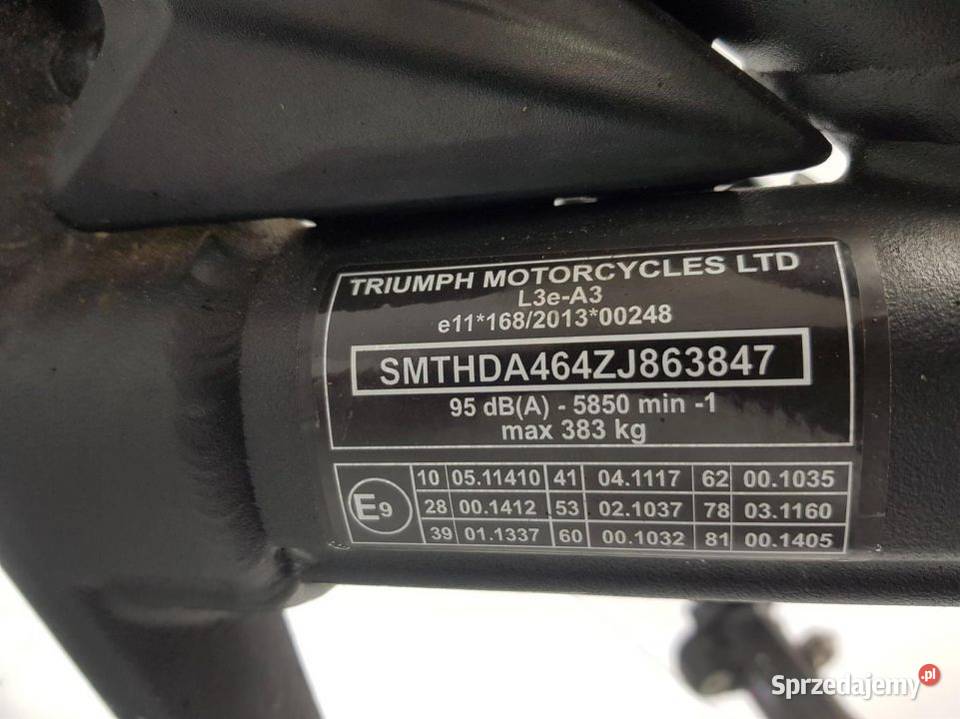 TRIUMPH MOTORCYCLES LTD
L3e-A3
e11*168/2013*00248
SMTHDA464ZJ863847
95 dB(A) - 5850 min -1
max 383 kg
E9
10 05.11410 41 04.1117 62 00.1035
28 00.1412 53 02.1037 78 03.1160
39 01.1337 60 00.1032 81 00.1405
Sprzedajemy.pl